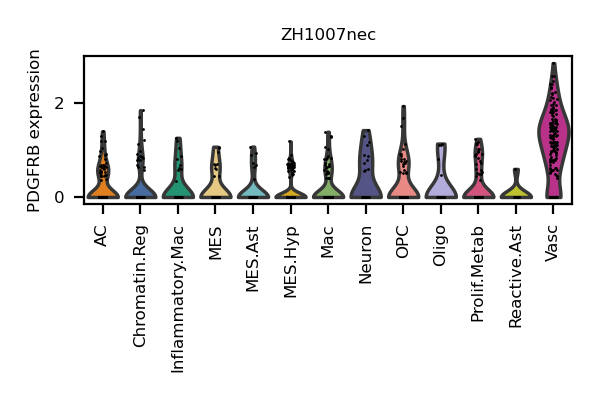 ZH1007nec
PDGFRB expression
2
0
AC
Chromatin.Reg
Inflammatory.Mac
MES
MES.Ast
MES.Hyp
Mac
Neuron
OPC
Oligo
Prolif.Metab
Reactive.Ast
Vasc